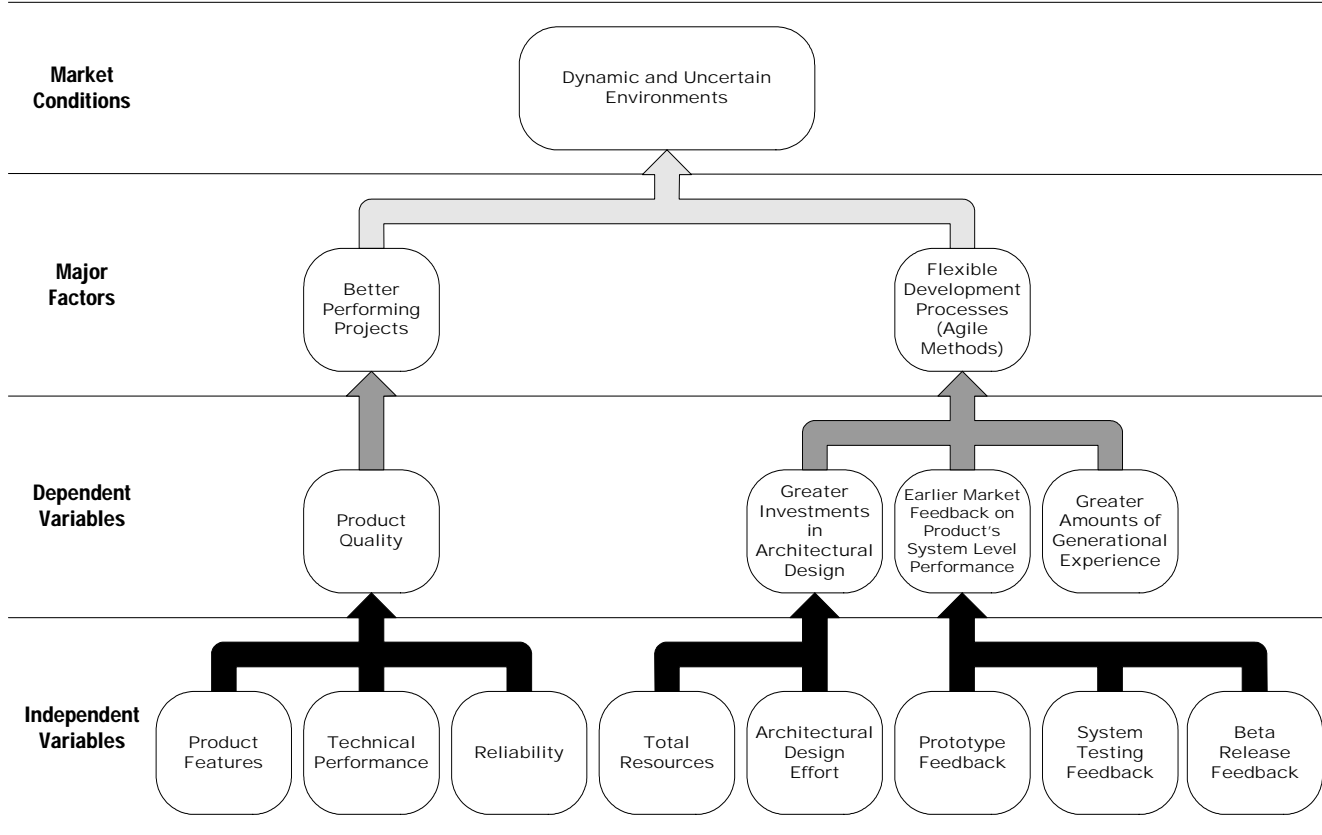 Market
Conditions
Dynamic and Uncertain
Environments
Major
Factors
Better
Performing
Projects
Flexible
Development
Processes
(Agile
Methods)
Dependent
Variables
Product
Quality
Greater
Investments
in
Architectural
Design
Earlier Market
Feedback on
Product's
System Level
Performance
Greater
Amounts of
Generational
Experience
Independent
Variables
Product
Features
Technical
Performance
Reliability
Total
Resources
Architectural
Design
Effort
Prototype
Feedback
System
Testing
Feedback
Beta
Release
Feedback